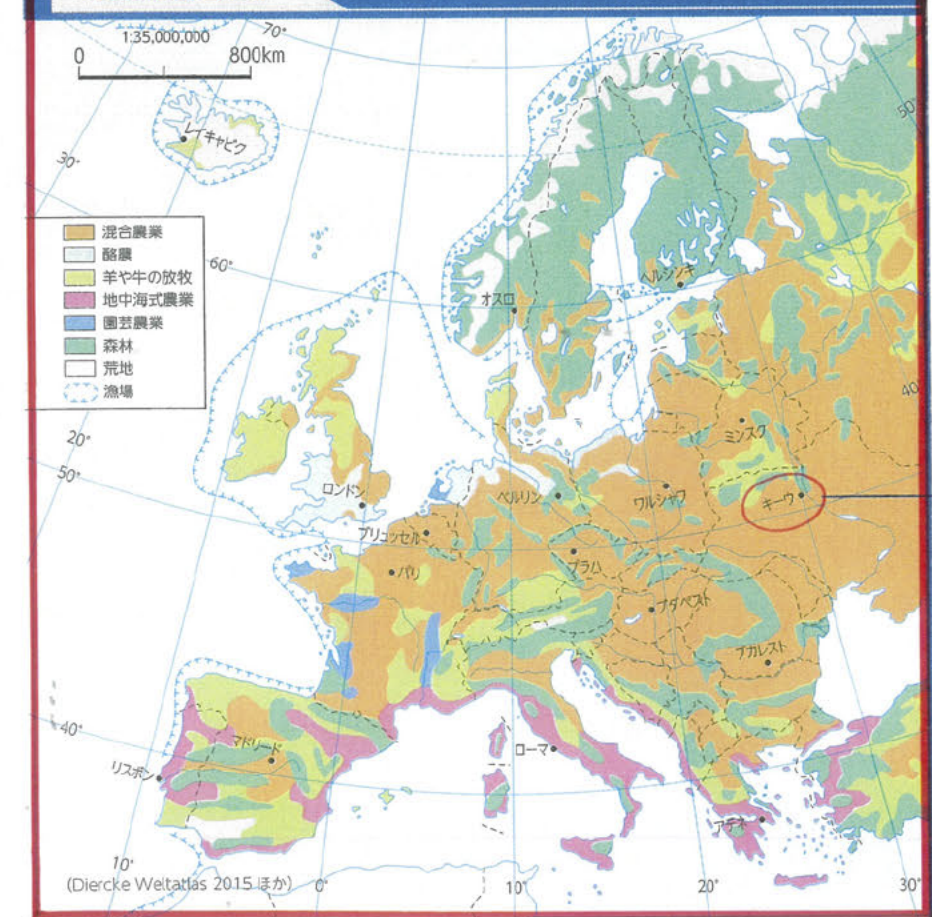 1:35,000,000
0 800km
70°
50°
レイキャビク
30°
混合農業
酪農
羊や牛の放牧
地中海式農業
園芸農業
森林
荒地
漁場
60°
ヘルシンキ
オスロ
40°
20°
50°
ミンスク
ロンドン
ベルリン
ワルシャワ
キーウ
ブリュッセル
パリ
プラハ
ブダペスト
ブカレスト
40°
マドリード
ローマ
リスボン
アテネ
10°
(Diercke Weltatlas 2015 ほか)
0°
10°
20°
30°